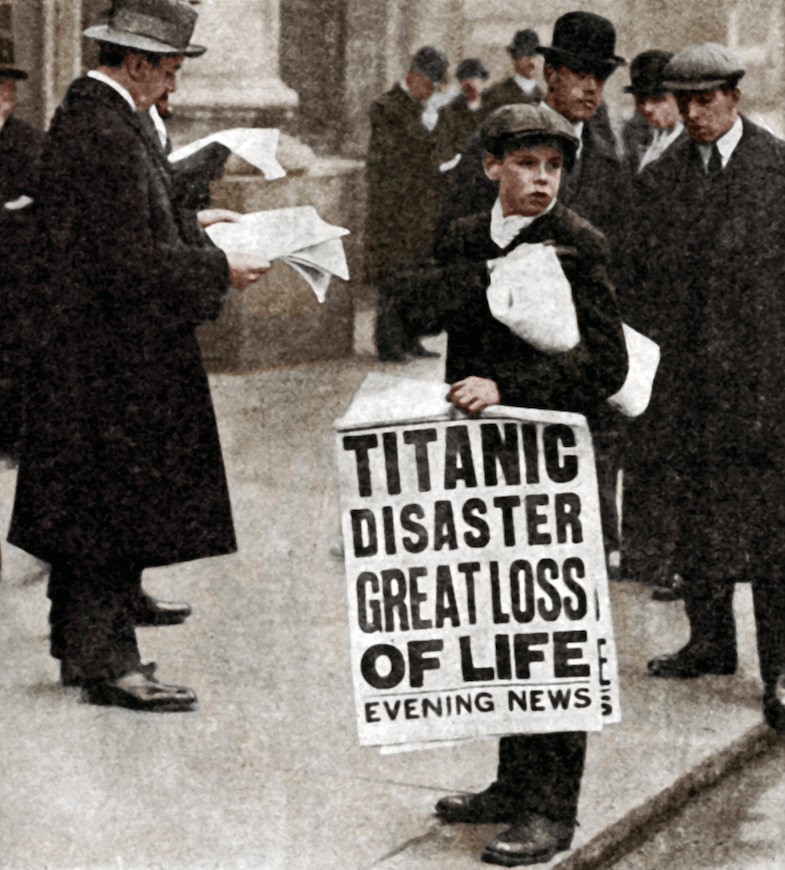 TITANIC
DISASTER
GREAT LOSS
OF LIFE
EVENING NEWS